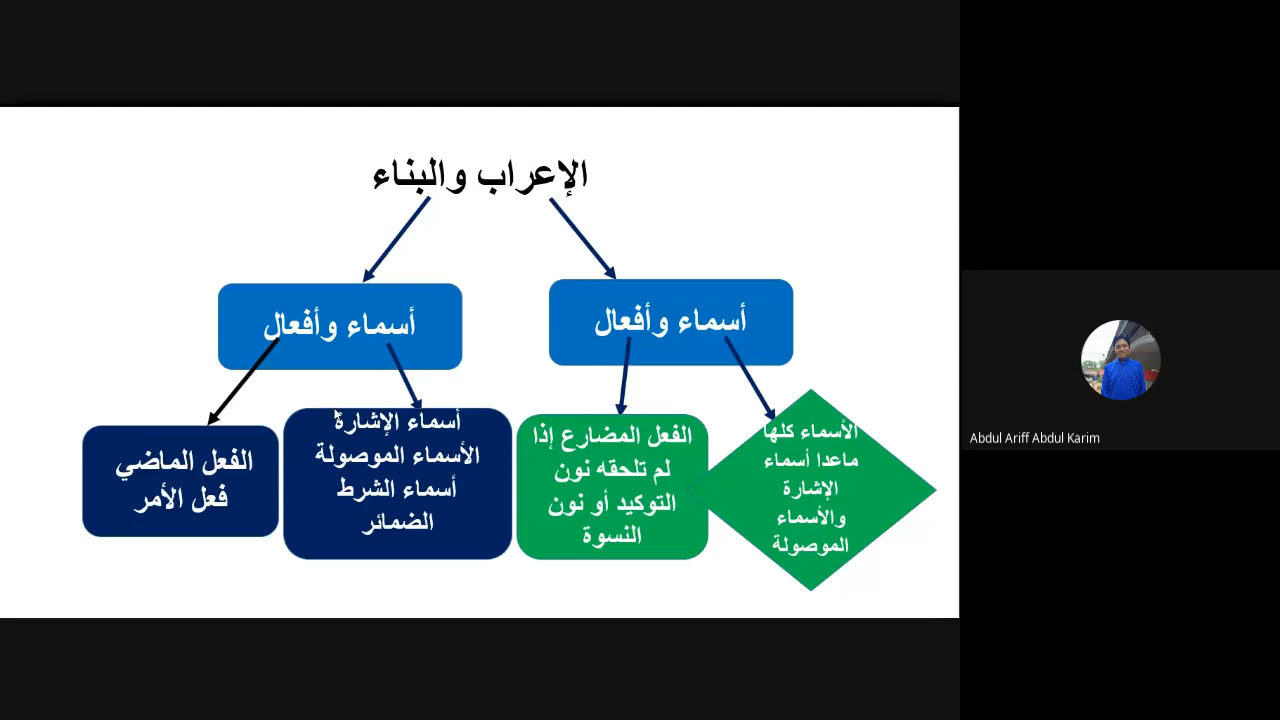 الإعراب والبناء
أسماء وأفعال
أسماء وأفعال
الأسماء كلها
ماعدا أسماء
الإشارة
والأسماء
الموصولة
الفعل المضارع إذا
لم تلحقه نون
التوكيد أو نون
النسوة
أسماء الإشارة
الأسماء الموصولة
أسماء الشرط
الضمائر
الفعل الماضي
فعل الأمر
Abdul Ariff Abdul Karim